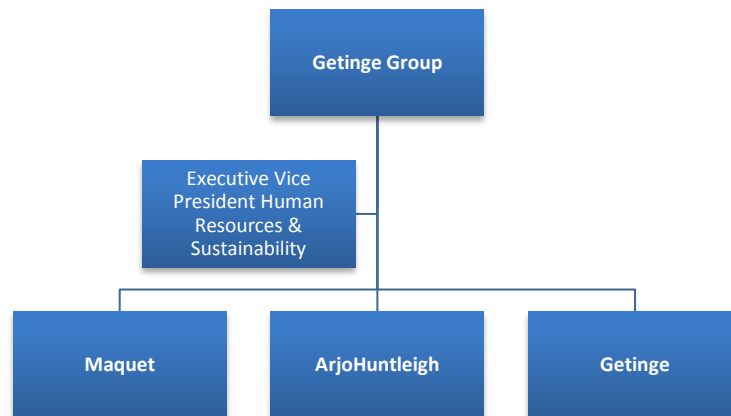 Getinge Group
Executive Vice
President Human
Resources &
Sustainability
Maquet
ArjoHuntleigh
Getinge